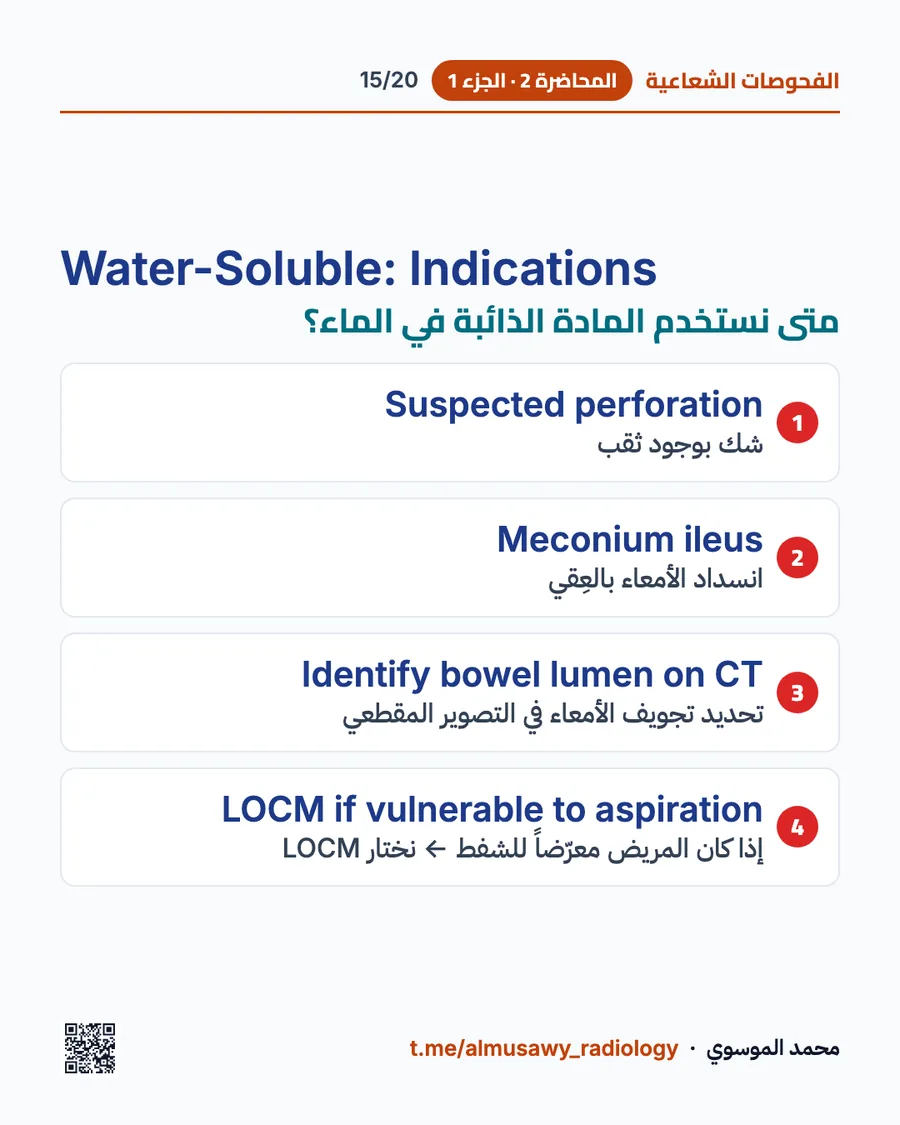 الفحوصات الشعاعية المحاضرة 2 · الجزء 1 15/20
Water-Soluble: Indications
متى نستخدم المادة الذائبة في الماء؟
1 Suspected perforation
شك بوجود ثقب
2 Meconium ileus
انسداد الأمعاء بالعِقي
3 Identify bowel lumen on CT
تحديد تجويف الأمعاء في التصوير المقطعي
4 LOCM if vulnerable to aspiration
إذا كان المريض معرّضاً للشفط ← نختار LOCM
محمد الموسوي · t.me/almusawy_radiology